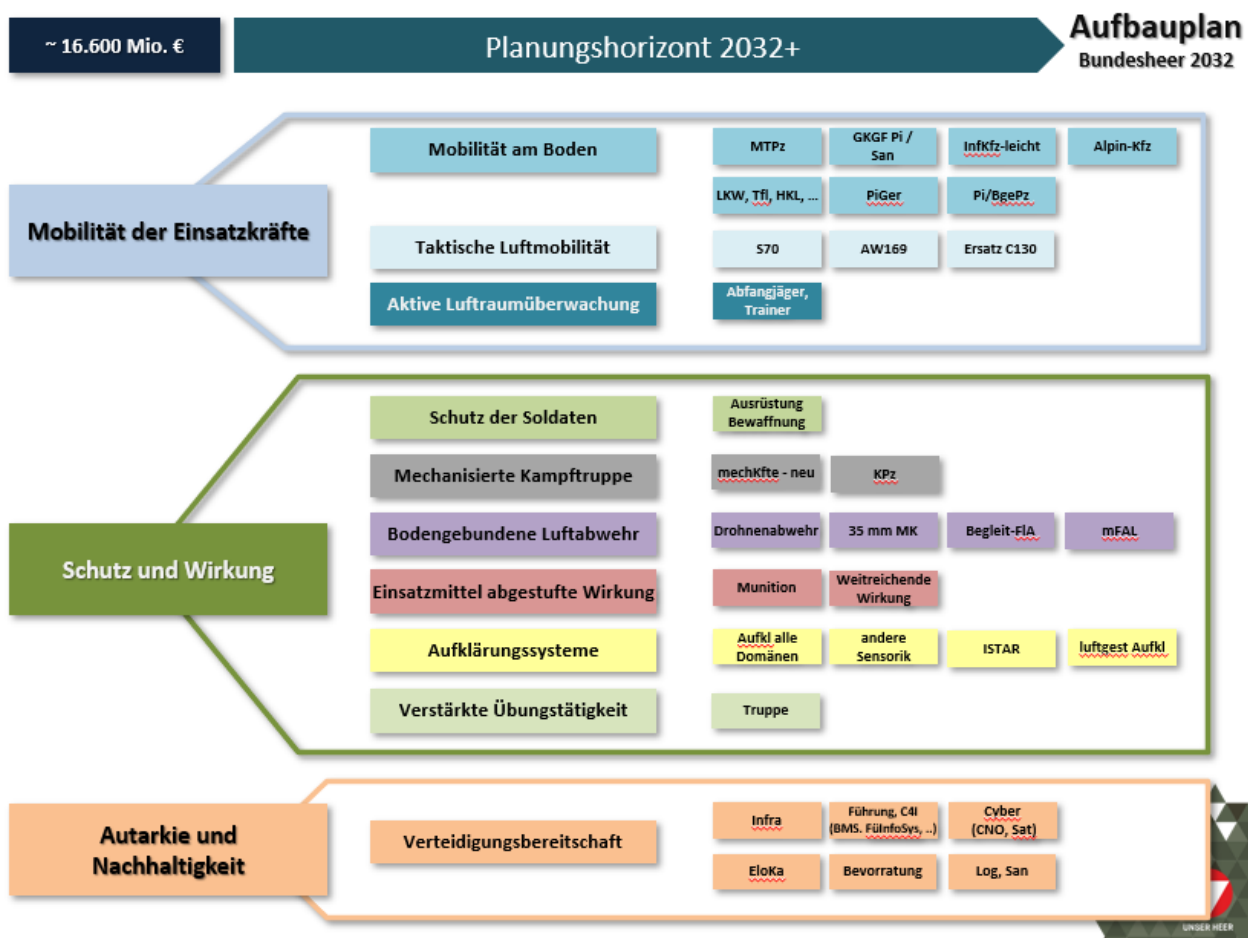 ~ 16.600 Mio. €
Planungshorizont 2032+
Aufbauplan
Bundesheer 2032
Mobilität der Einsatzkräfte
Mobilität am Boden
MTPz
GKGF Pi /
San
InfKfz-leicht
Alpin-Kfz
LKW, Tfl, HKL, ...
PiGer
Pi/BgePz
Taktische Luftmobilität
S70
AW169
Ersatz C130
Aktive Luftraumüberwachung
Abfangjäger,
Trainer
Schutz und Wirkung
Schutz der Soldaten
Ausrüstung
Bewaffnung
Mechanisierte Kampftruppe
mechKfte - neu
KPz
Bodengebundene Luftabwehr
Drohnenabwehr
35 mm MK
Begleit-FlA
mFAL
Einsatzmittel abgestufte Wirkung
Munition
Weitreichende
Wirkung
Aufklärungssysteme
Aufkl alle
Domänen
andere
Sensorik
ISTAR
luftgest Aufkl
Verstärkte Übungstätigkeit
Truppe
Autarkie und
Nachhaltigkeit
Verteidigungsbereitschaft
Infra
Führung, C4I
(BMS. FüInfoSys, ..)
Cyber
(CNO, Sat)
EloKa
Bevorratung
Log, San
UNSER HEER